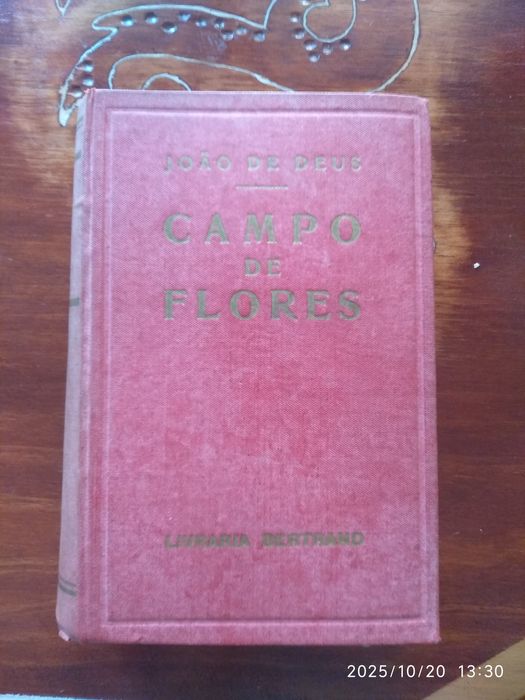 JOÃO DE DEUS
CAMPO
DE
FLORES
LIVRARIA BERTRAND
2025/10/20 13:30